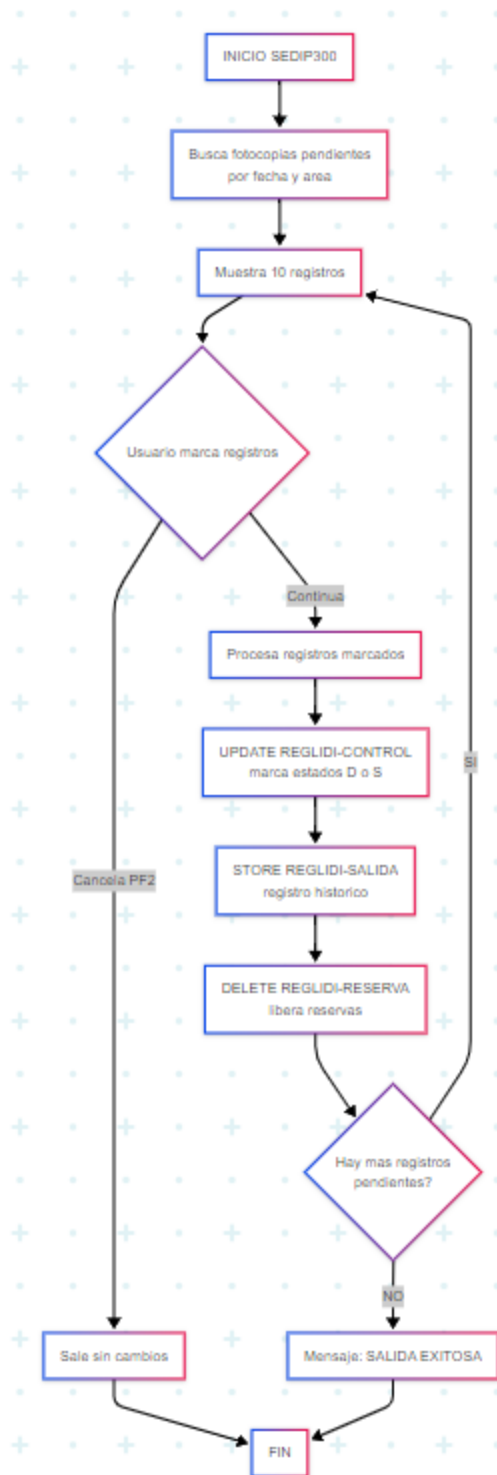 INICIO SEDIP300
Busca fotocopias pendientes
por fecha y area
Muestra 10 registros
Usuario marca registros
Continua
Procesa registros marcados
UPDATE REGLIDI-CONTROL
marca estados D o S
SI
STORE REGLIDI-SALIDA
registro historico
Cancela PF2
DELETE REGLIDI-RESERVA
libera reservas
Hay mas registros
pendientes?
NO
Sale sin cambios
Mensaje: SALIDA EXITOSA
FIN